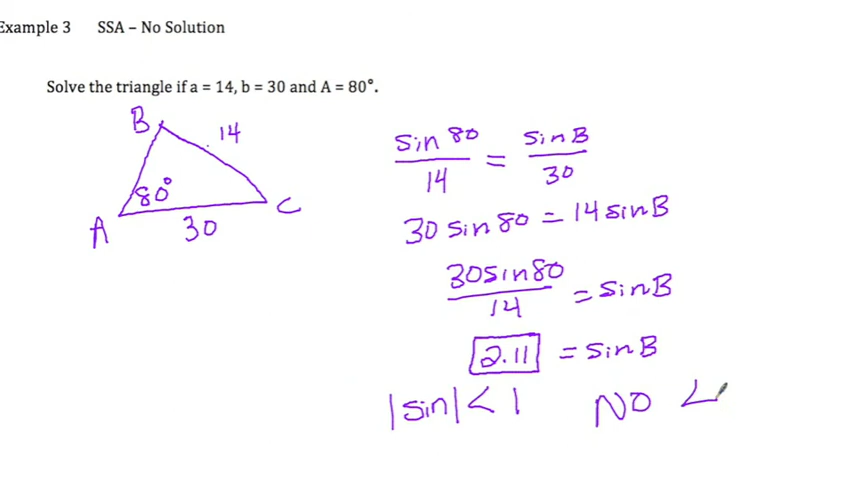 Example 3 SSA – No Solution
Solve the triangle if a = 14, b = 30 and A = 80°.
B
14
80°
A
30
C
sin 80 / 14 = sin B / 30
30 sin 80 = 14 sin B
30 sin 80 / 14 = sin B
2.11 = sin B
|sin| < 1 NO